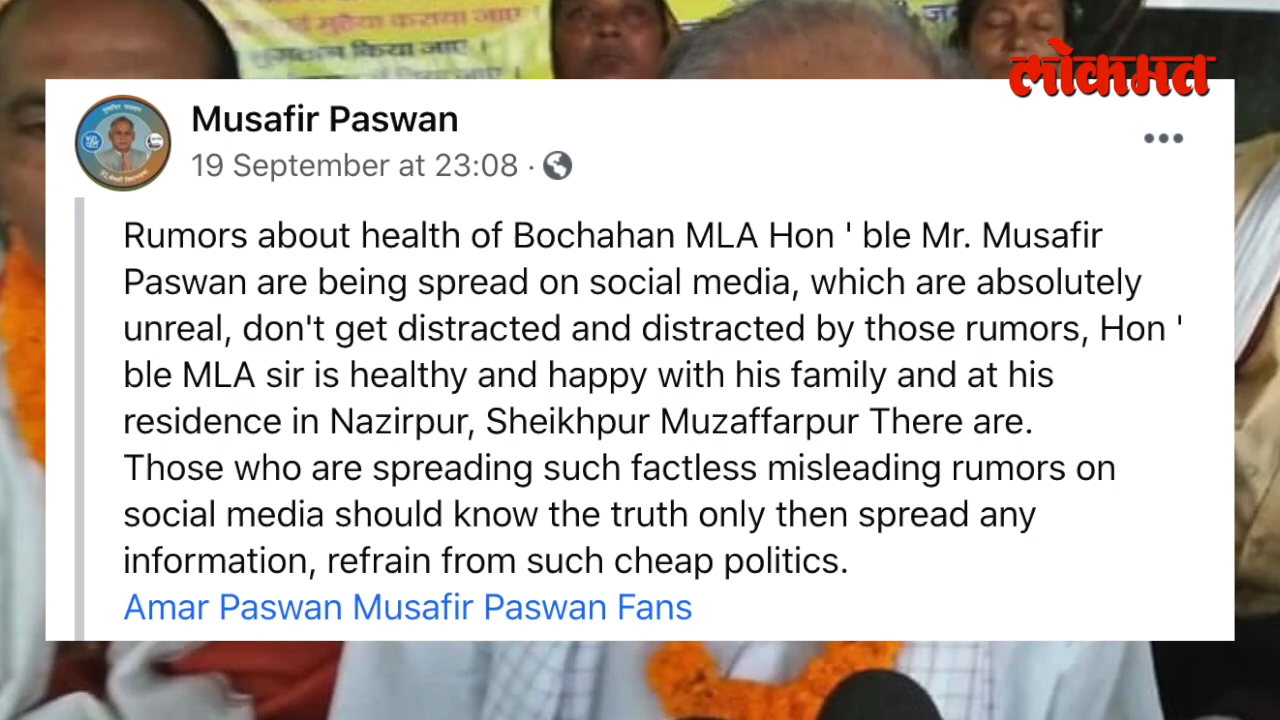 मुहैया कराया जाए
भुगतान किया जाए ।
लोकमत
Musafir Paswan
19 September at 23:08 ·
Rumors about health of Bochahan MLA Hon ' ble Mr. Musafir
Paswan are being spread on social media, which are absolutely
unreal, don't get distracted and distracted by those rumors, Hon '
ble MLA sir is healthy and happy with his family and at his
residence in Nazirpur, Sheikhpur Muzaffarpur There are.
Those who are spreading such factless misleading rumors on
social media should know the truth only then spread any
information, refrain from such cheap politics.
Amar Paswan Musafir Paswan Fans